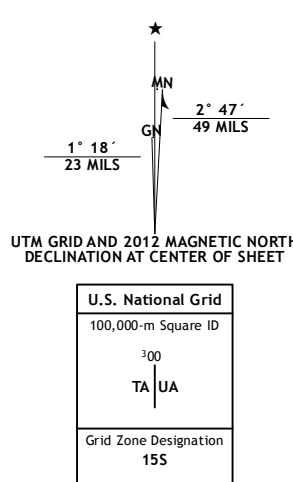 ★
MN
GN
2° 47´
49 MILS
1° 18´
23 MILS
UTM GRID AND 2012 MAGNETIC NORTH
DECLINATION AT CENTER OF SHEET
U.S. National Grid
100,000-m Square ID
³00
TA UA
Grid Zone Designation
15S